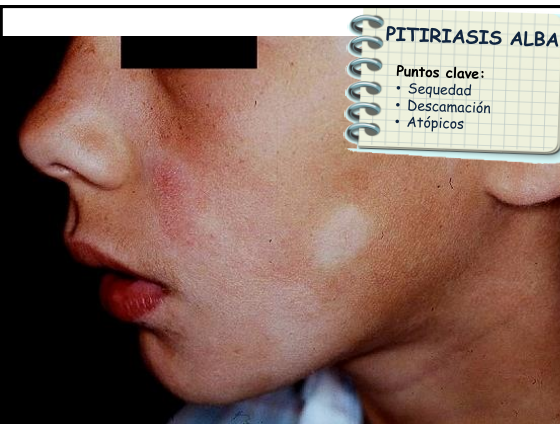 PITIRIASIS ALBA
Puntos clave:
• Sequedad
• Descamación
• Atópicos